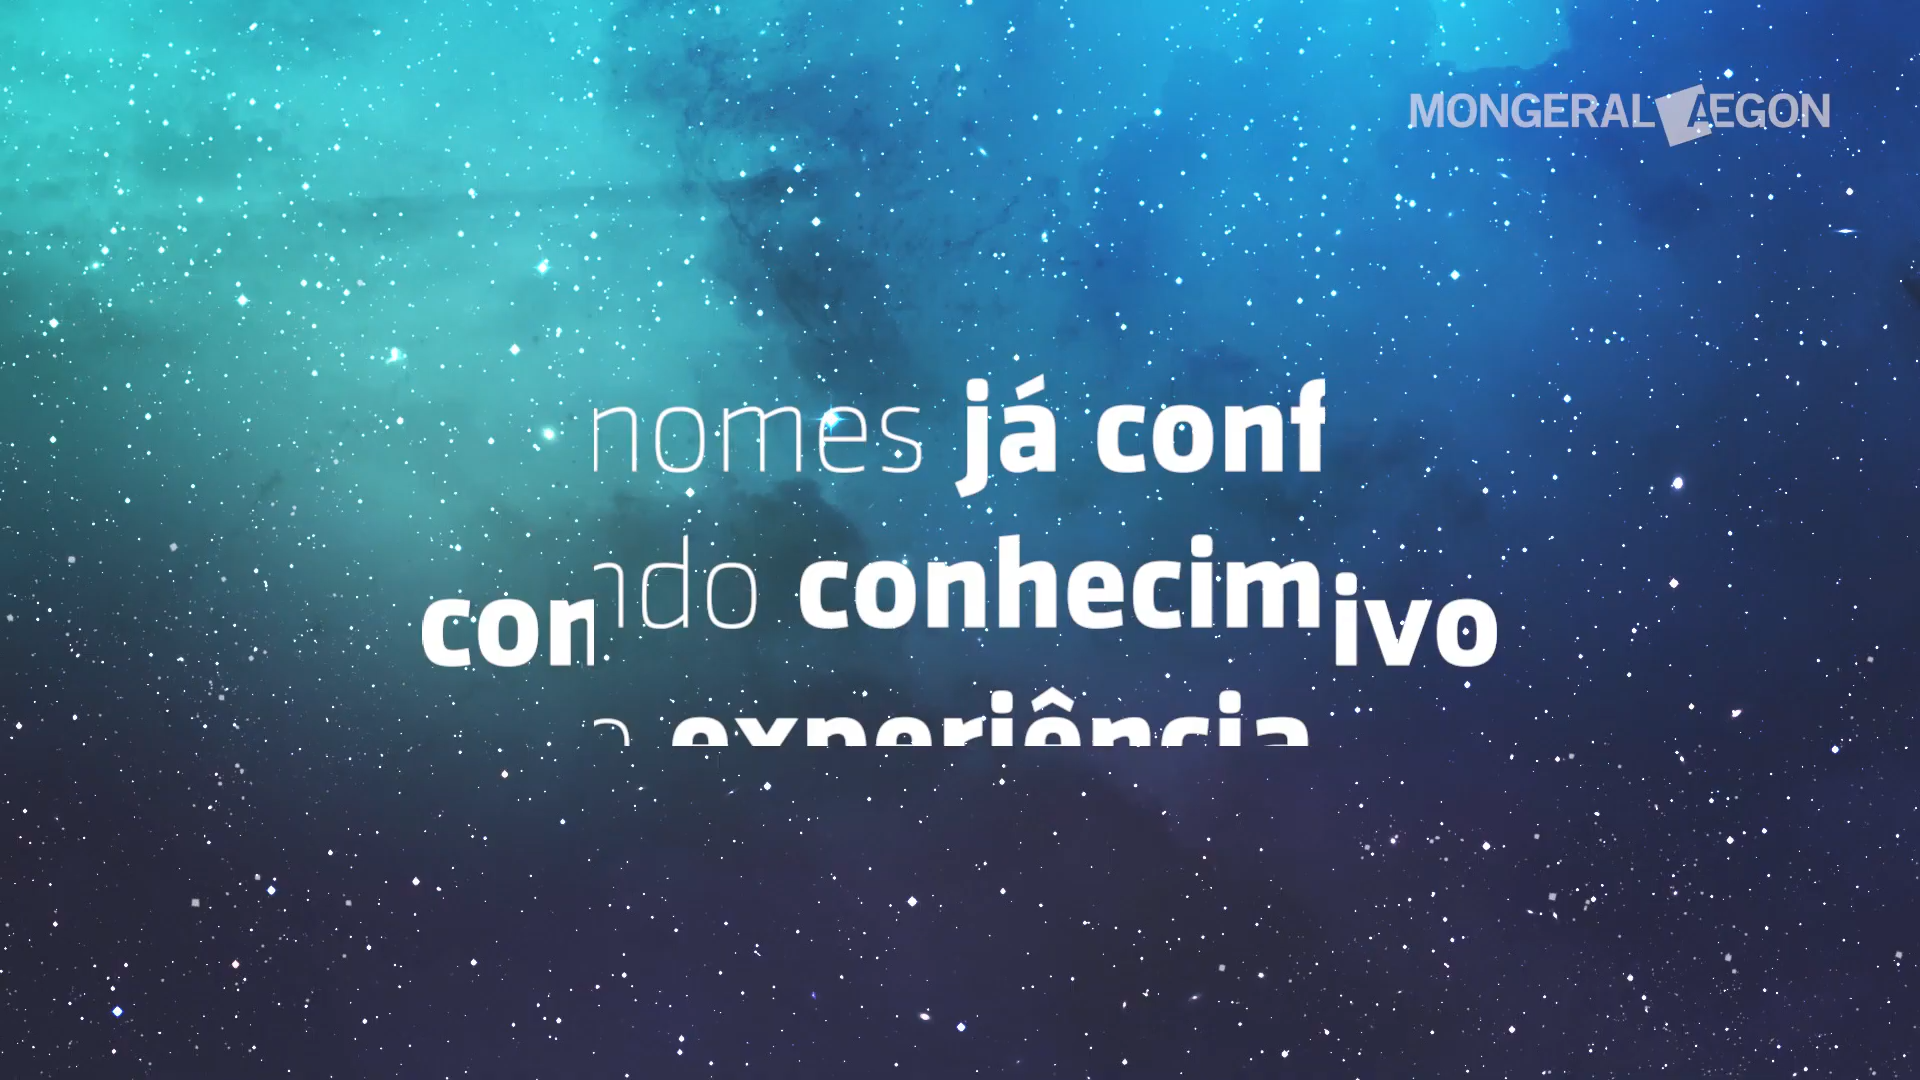 MONGERAL AEGON
nomes já conf
ndo conhecim
con ivo
a experiência